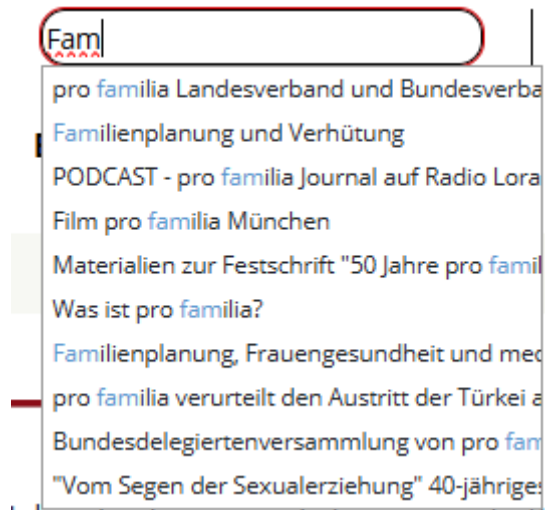 Fam
pro familia Landesverband und Bundesverba
Familienplanung und Verhütung
PODCAST - pro familia Journal auf Radio Lora
Film pro familia München
Materialien zur Festschrift "50 Jahre pro famil
Was ist pro familia?
Familienplanung, Frauengesundheit und med
pro familia verurteilt den Austritt der Türkei a
Bundesdelegiertenversammlung von pro fam
"Vom Segen der Sexualerziehung" 40-jähriges